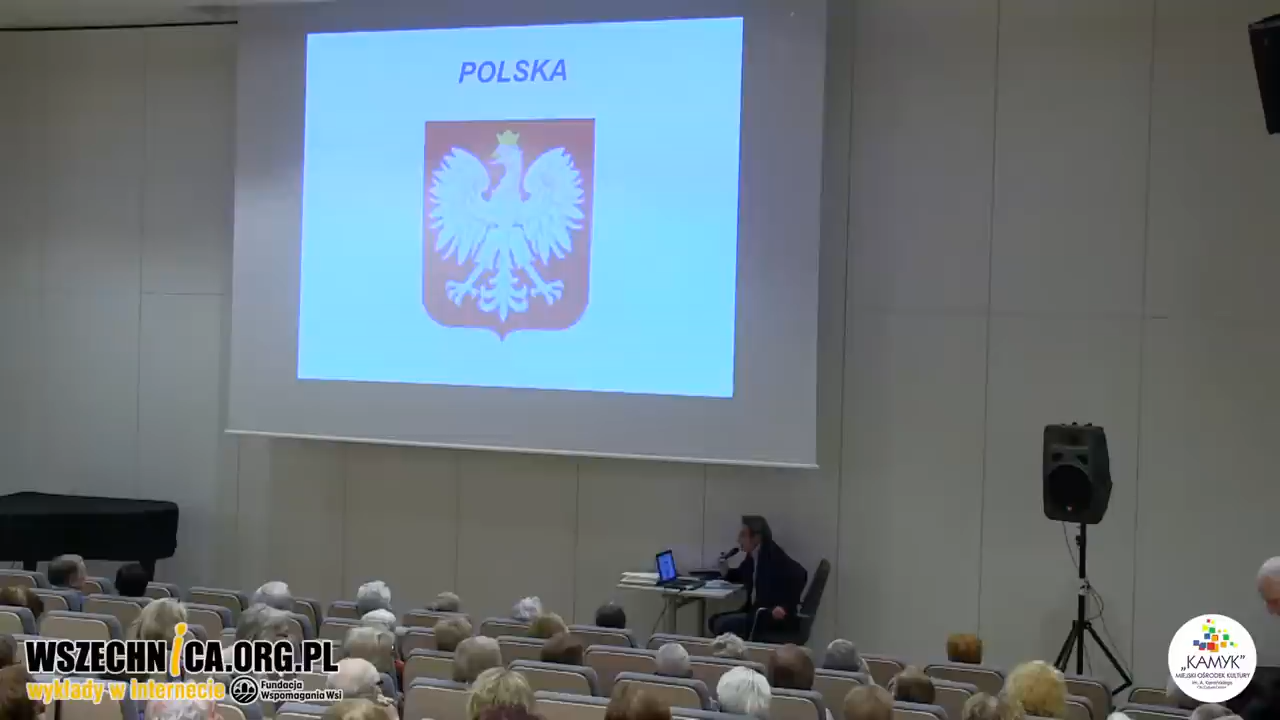 POLSKA
WSZECHNICA.ORG.PL
wykłady w Internecie
Fundacja
Wspomagania Wsi
„KAMYK”
MIEJSKI OŚRODEK KULTURY